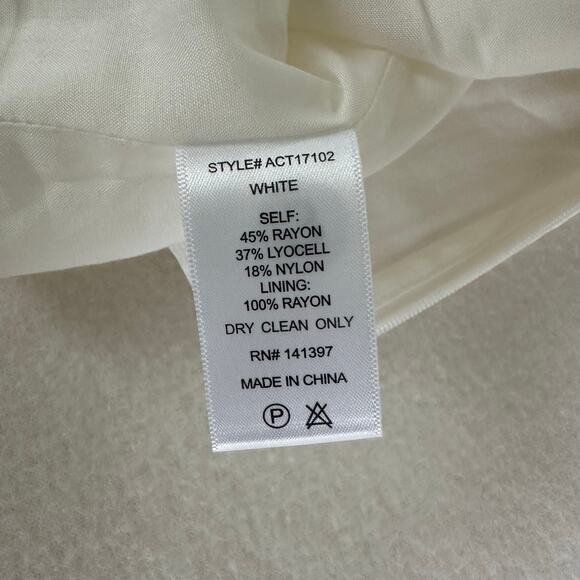 STYLE# ACT17102
WHITE
SELF:
45% RAYON
37% LYOCELL
18% NYLON
LINING:
100% RAYON
DRY CLEAN ONLY
RN# 141397
MADE IN CHINA
P